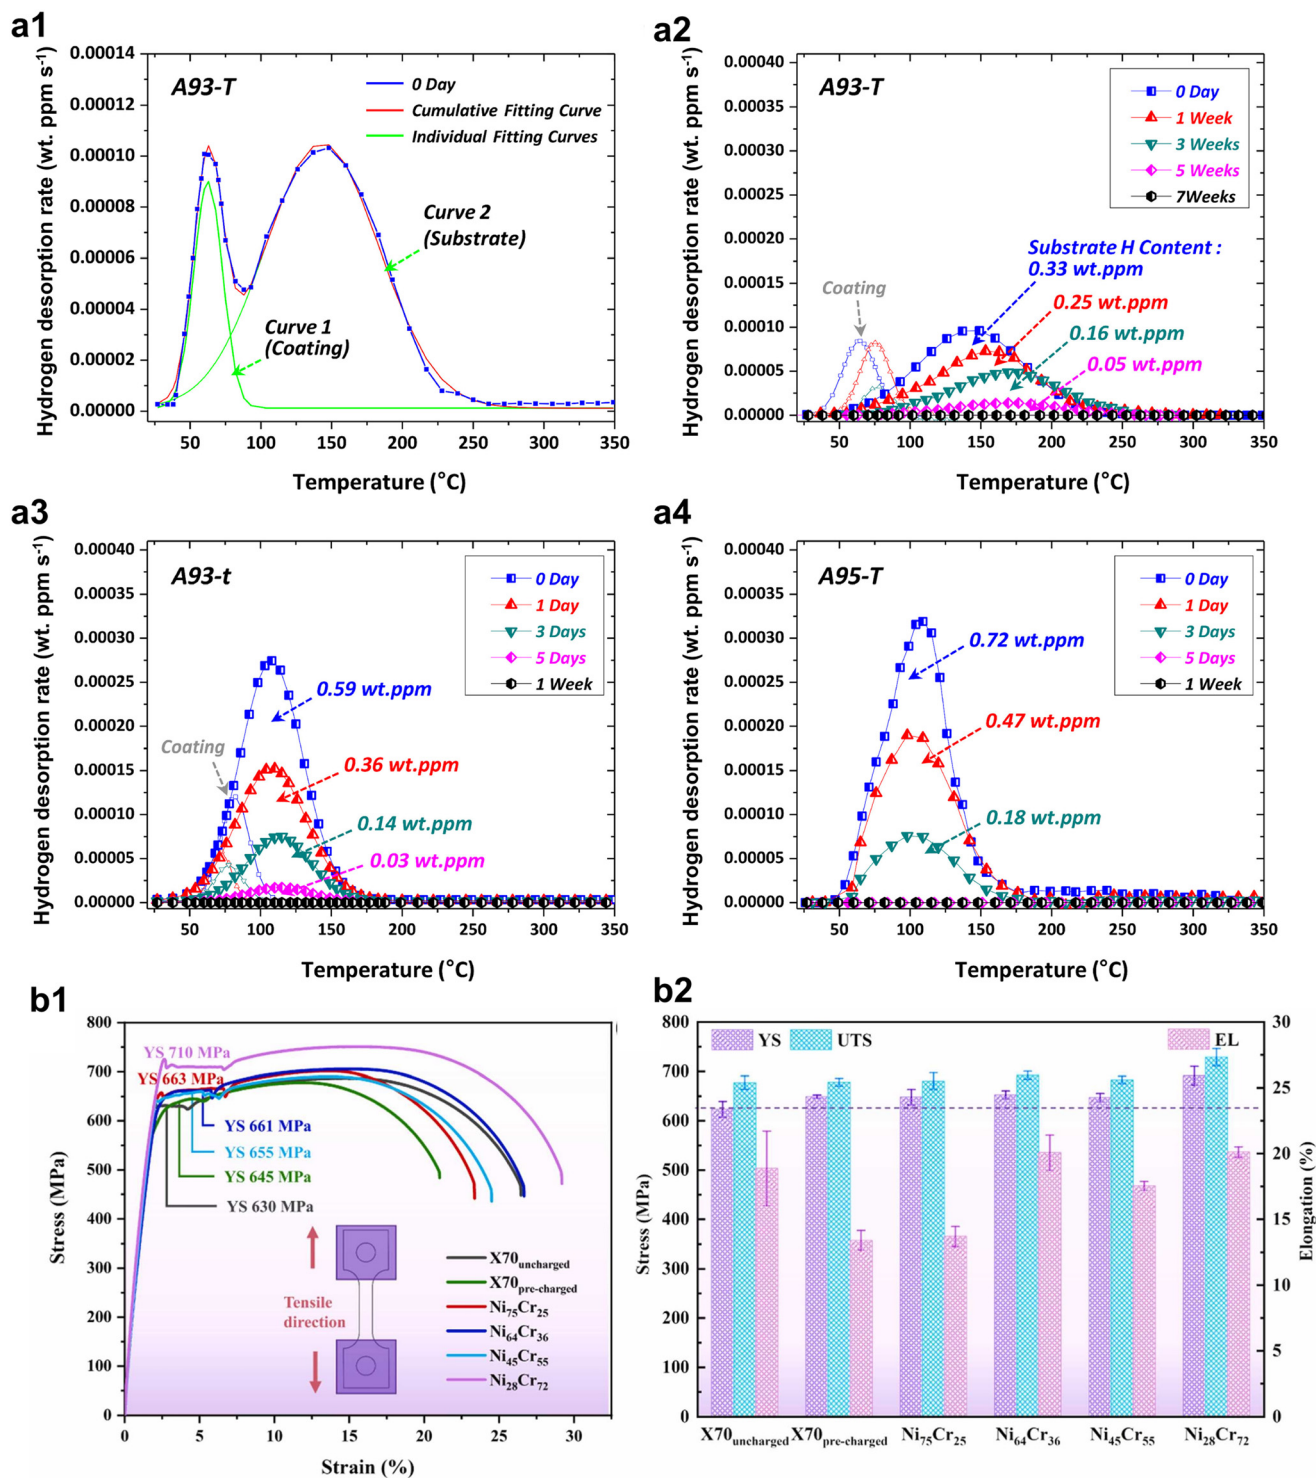 a1
Hydrogen desorption rate (wt. ppm s⁻¹)
0.00014
0.00012
0.00010
0.00008
0.00006
0.00004
0.00002
0.00000
A93-T
0 Day
Cumulative Fitting Curve
Individual Fitting Curves
Curve 2
(Substrate)
Curve 1
(Coating)
50 100 150 200 250 300 350
Temperature (°C)
a2
Hydrogen desorption rate (wt. ppm s⁻¹)
0.00040
0.00035
0.00030
0.00025
0.00020
0.00015
0.00010
0.00005
0.00000
A93-T
0 Day
1 Week
3 Weeks
5 Weeks
7Weeks
Substrate H Content :
0.33 wt.ppm
Coating
0.25 wt.ppm
0.16 wt.ppm
0.05 wt.ppm
50 100 150 200 250 300 350
Temperature (°C)
a3
Hydrogen desorption rate (wt. ppm s⁻¹)
0.00040
0.00035
0.00030
0.00025
0.00020
0.00015
0.00010
0.00005
0.00000
A93-t
0 Day
1 Day
3 Days
5 Days
1 Week
0.59 wt.ppm
Coating
0.36 wt.ppm
0.14 wt.ppm
0.03 wt.ppm
50 100 150 200 250 300 350
Temperature (°C)
a4
Hydrogen desorption rate (wt. ppm s⁻¹)
0.00040
0.00035
0.00030
0.00025
0.00020
0.00015
0.00010
0.00005
0.00000
A95-T
0 Day
1 Day
3 Days
5 Days
1 Week
0.72 wt.ppm
0.47 wt.ppm
0.18 wt.ppm
50 100 150 200 250 300 350
Temperature (°C)
b1
Stress (MPa)
800
700
600
500
400
300
200
100
0
YS 710 MPa
YS 663 MPa
YS 661 MPa
YS 655 MPa
YS 645 MPa
YS 630 MPa
Tensile
direction
X70uncharged
X70pre-charged
Ni₇₅Cr₂₅
Ni₆₄Cr₃₆
Ni₄₅Cr₅₅
Ni₂₈Cr₇₂
0 5 10 15 20 25 30
Strain (%)
b2
Stress (MPa)
800
700
600
500
400
300
200
100
0
YS UTS EL
30
25
20
15
10
5
0
Elongation (%)
X70uncharged X70pre-charged Ni₇₅Cr₂₅ Ni₆₄Cr₃₆ Ni₄₅Cr₅₅ Ni₂₈Cr₇₂